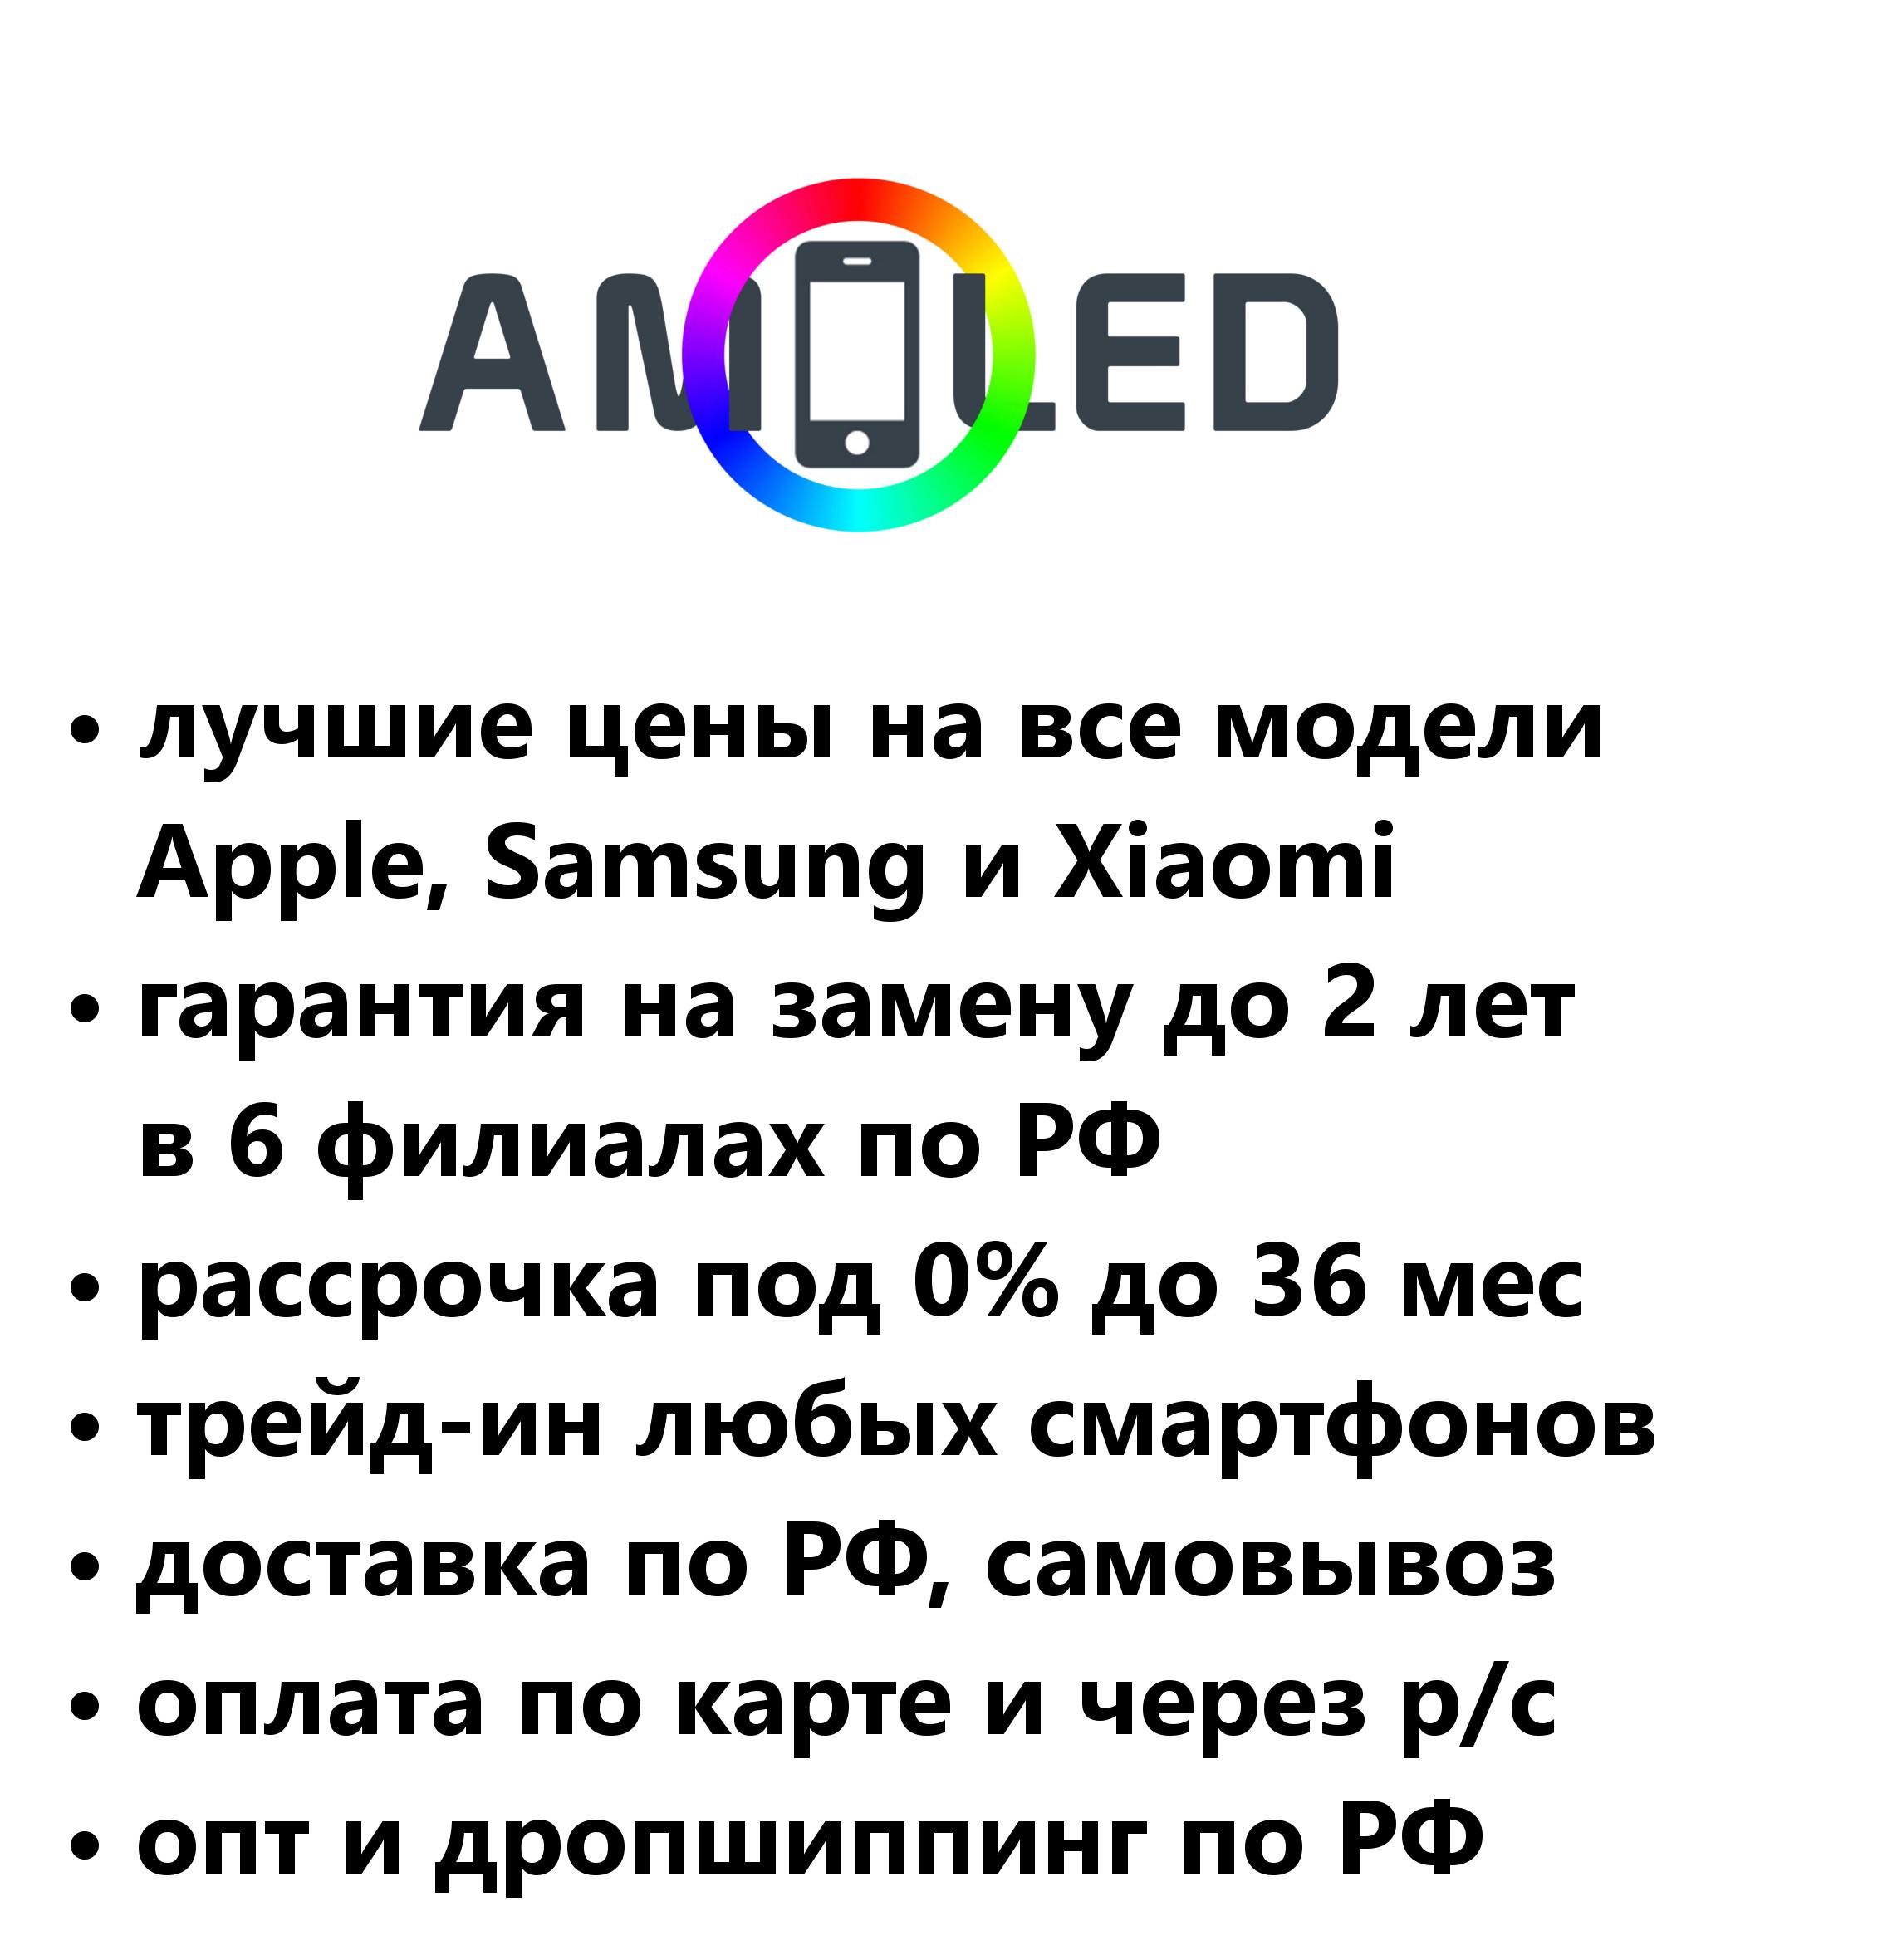 AMOLED
• лучшие цены на все модели
Apple, Samsung и Xiaomi
• гарантия на замену до 2 лет
в 6 филиалах по РФ
• рассрочка под 0% до 36 мес
• трейд-ин любых смартфонов
• доставка по РФ, самовывоз
• оплата по карте и через р/с
• опт и дропшиппинг по РФ